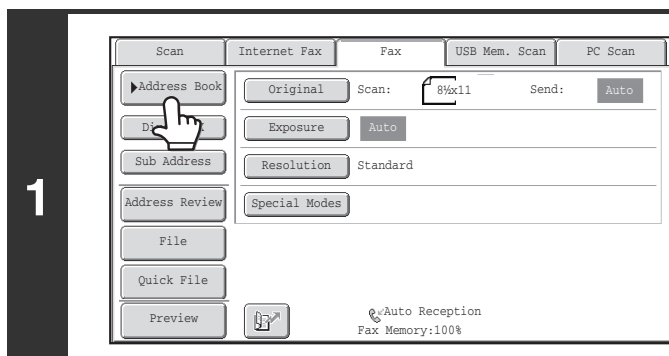 1
Scan Internet Fax Fax USB Mem. Scan PC Scan
Address Book Original Scan: 8½x11 Send: Auto
Exposure Auto
Sub Address Resolution Standard
Address Review Special Modes
File
Quick File
Preview Auto Reception
Fax Memory:100%